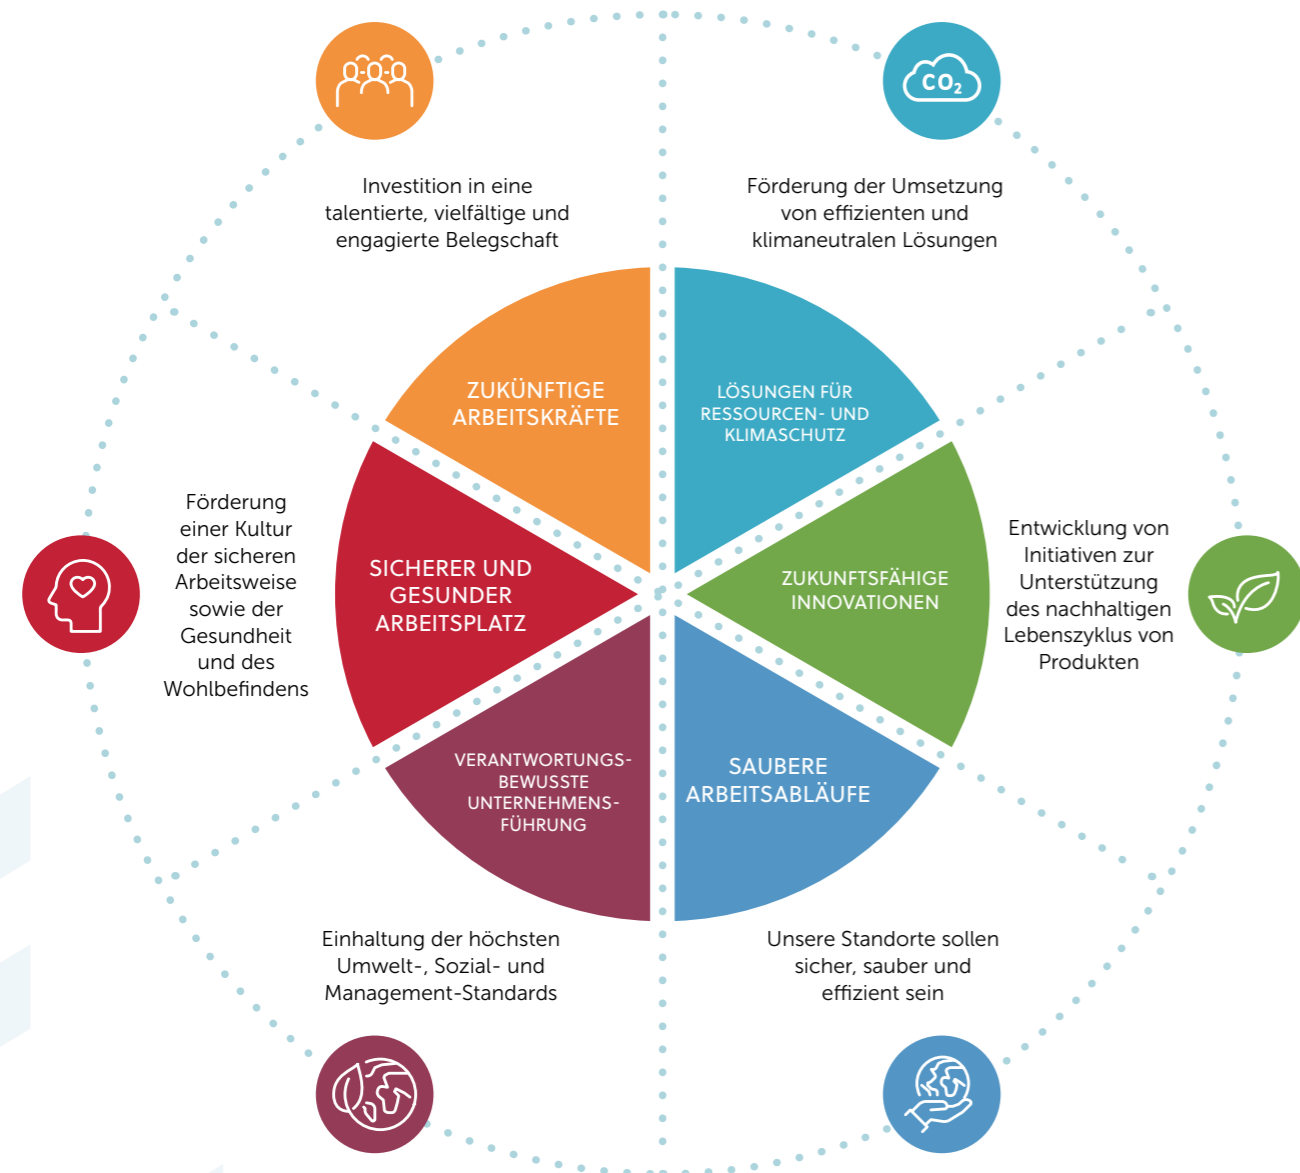 CO₂
Investition in eine
talentierte, vielfältige und
engagierte Belegschaft
Förderung der Umsetzung
von effizienten und
klimaneutralen Lösungen
ZUKÜNFTIGE
ARBEITSKRÄFTE
LÖSUNGEN FÜR
RESSOURCEN- UND
KLIMASCHUTZ
Förderung
einer Kultur
der sicheren
Arbeitsweise
sowie der
Gesundheit
und des
Wohlbefindens
SICHERER UND
GESUNDER
ARBEITSPLATZ
ZUKUNFTSFÄHIGE
INNOVATIONEN
Entwicklung von
Initiativen zur
Unterstützung
des nachhaltigen
Lebenszyklus von
Produkten
VERANTWORTUNGS-
BEWUSSTE
UNTERNEHMENS-
FÜHRUNG
SAUBERE
ARBEITSABLÄUFE
Einhaltung der höchsten
Umwelt-, Sozial- und
Management-Standards
Unsere Standorte sollen
sicher, sauber und
effizient sein